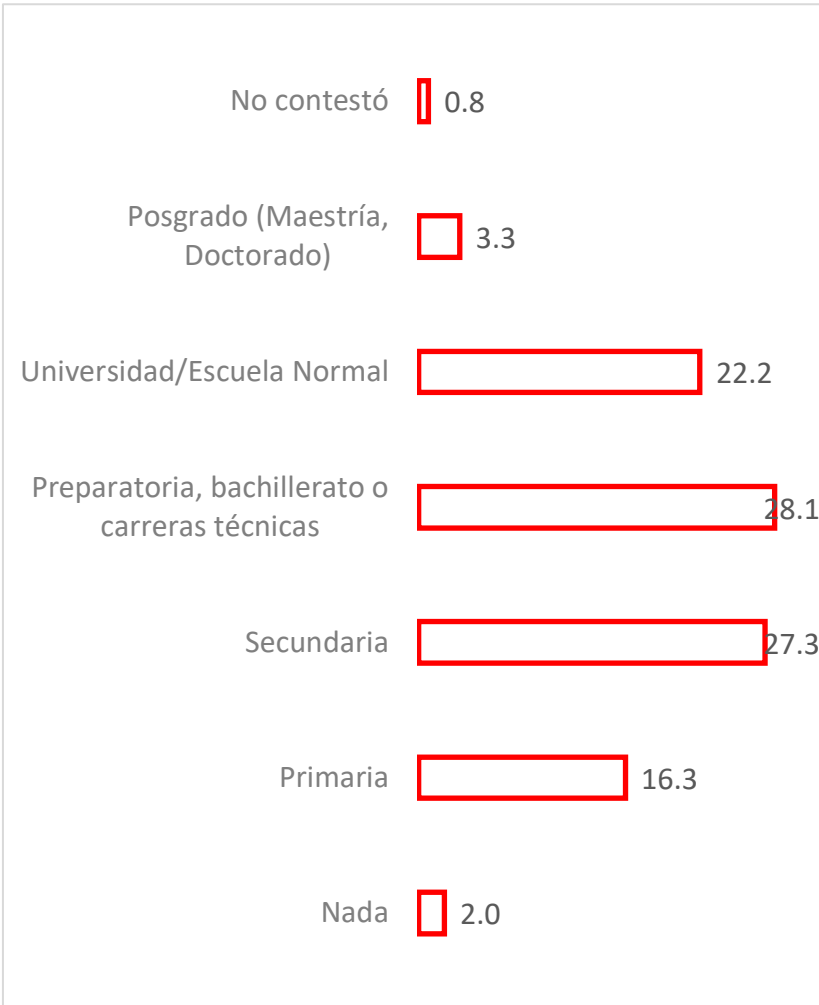 No contestó 0.8
Posgrado (Maestría,
Doctorado) 3.3
Universidad/Escuela Normal 22.2
Preparatoria, bachillerato o
carreras técnicas 28.1
Secundaria 27.3
Primaria 16.3
Nada 2.0